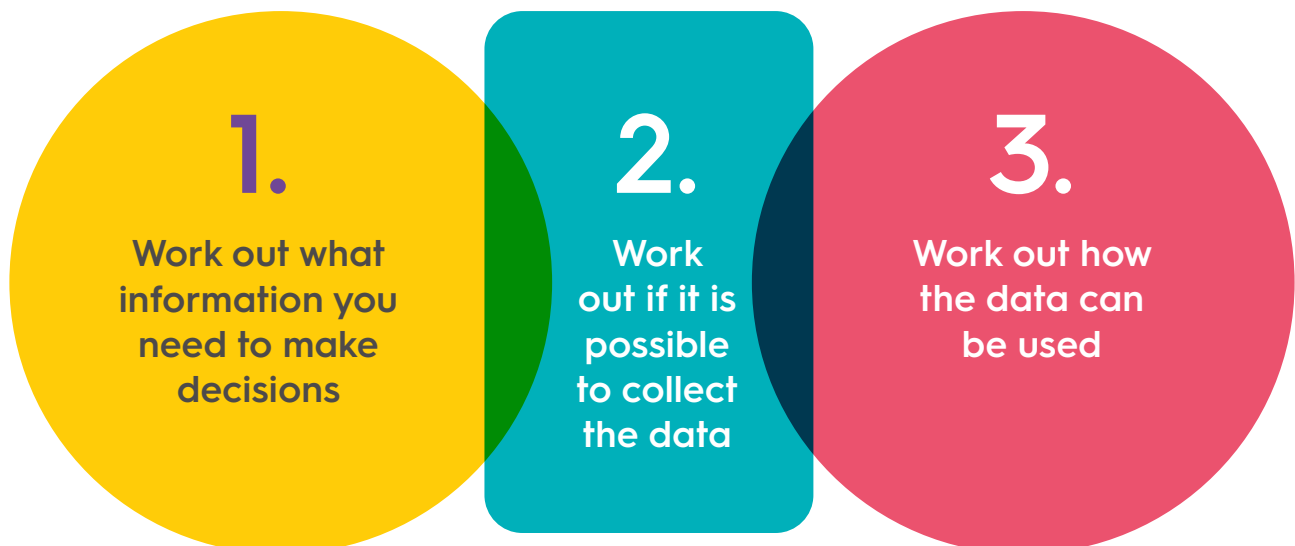 1.
Work out what
information you
need to make
decisions
2.
Work
out if it is
possible
to collect
the data
3.
Work out how
the data can
be used